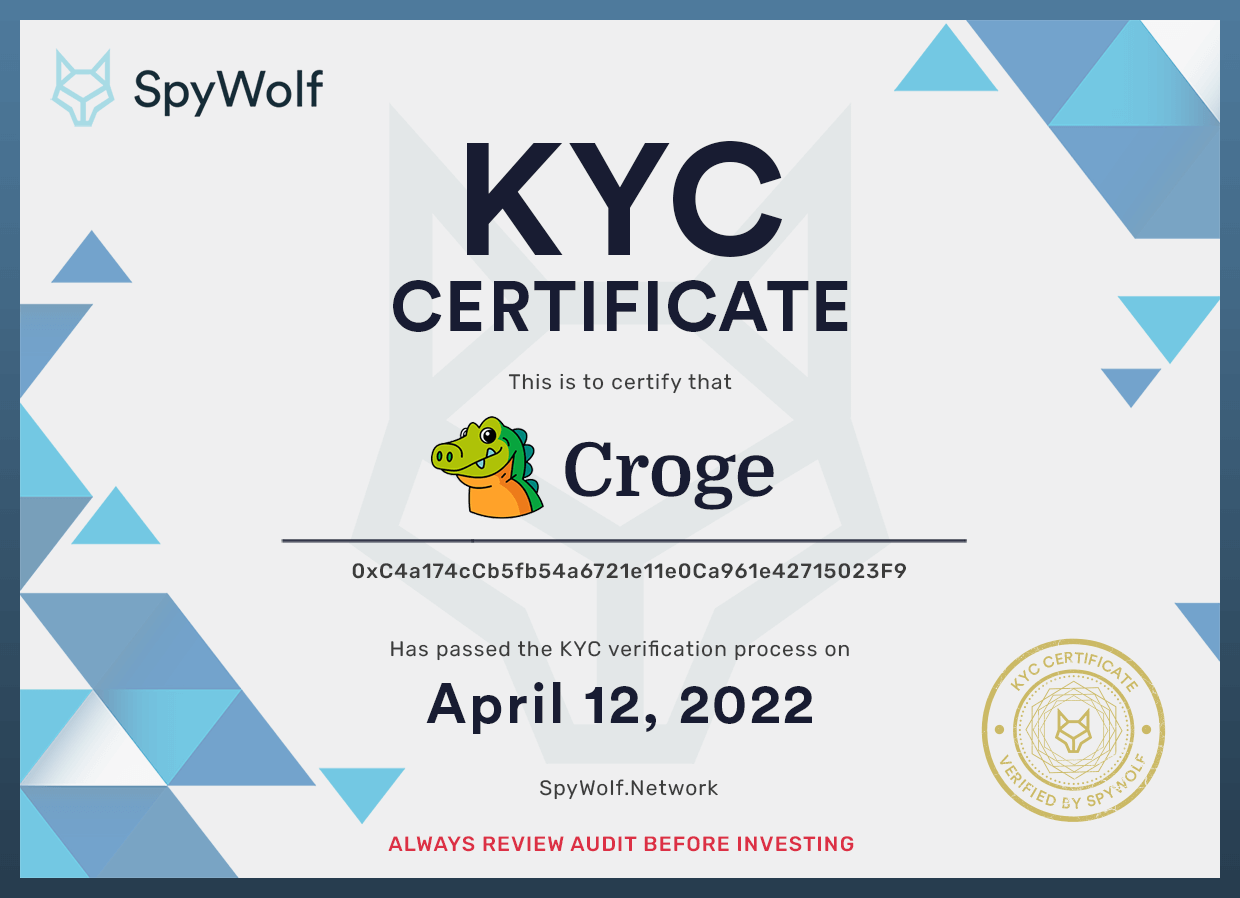 SpyWolf
KYC
CERTIFICATE
This is to certify that
Croge
0xC4a174cCb5fb54a6721e11e0Ca961e42715023F9
Has passed the KYC verification process on
April 12, 2022
SpyWolf.Network
ALWAYS REVIEW AUDIT BEFORE INVESTING
KYC CERTIFICATE
VERIFIED BY SPYWOLF